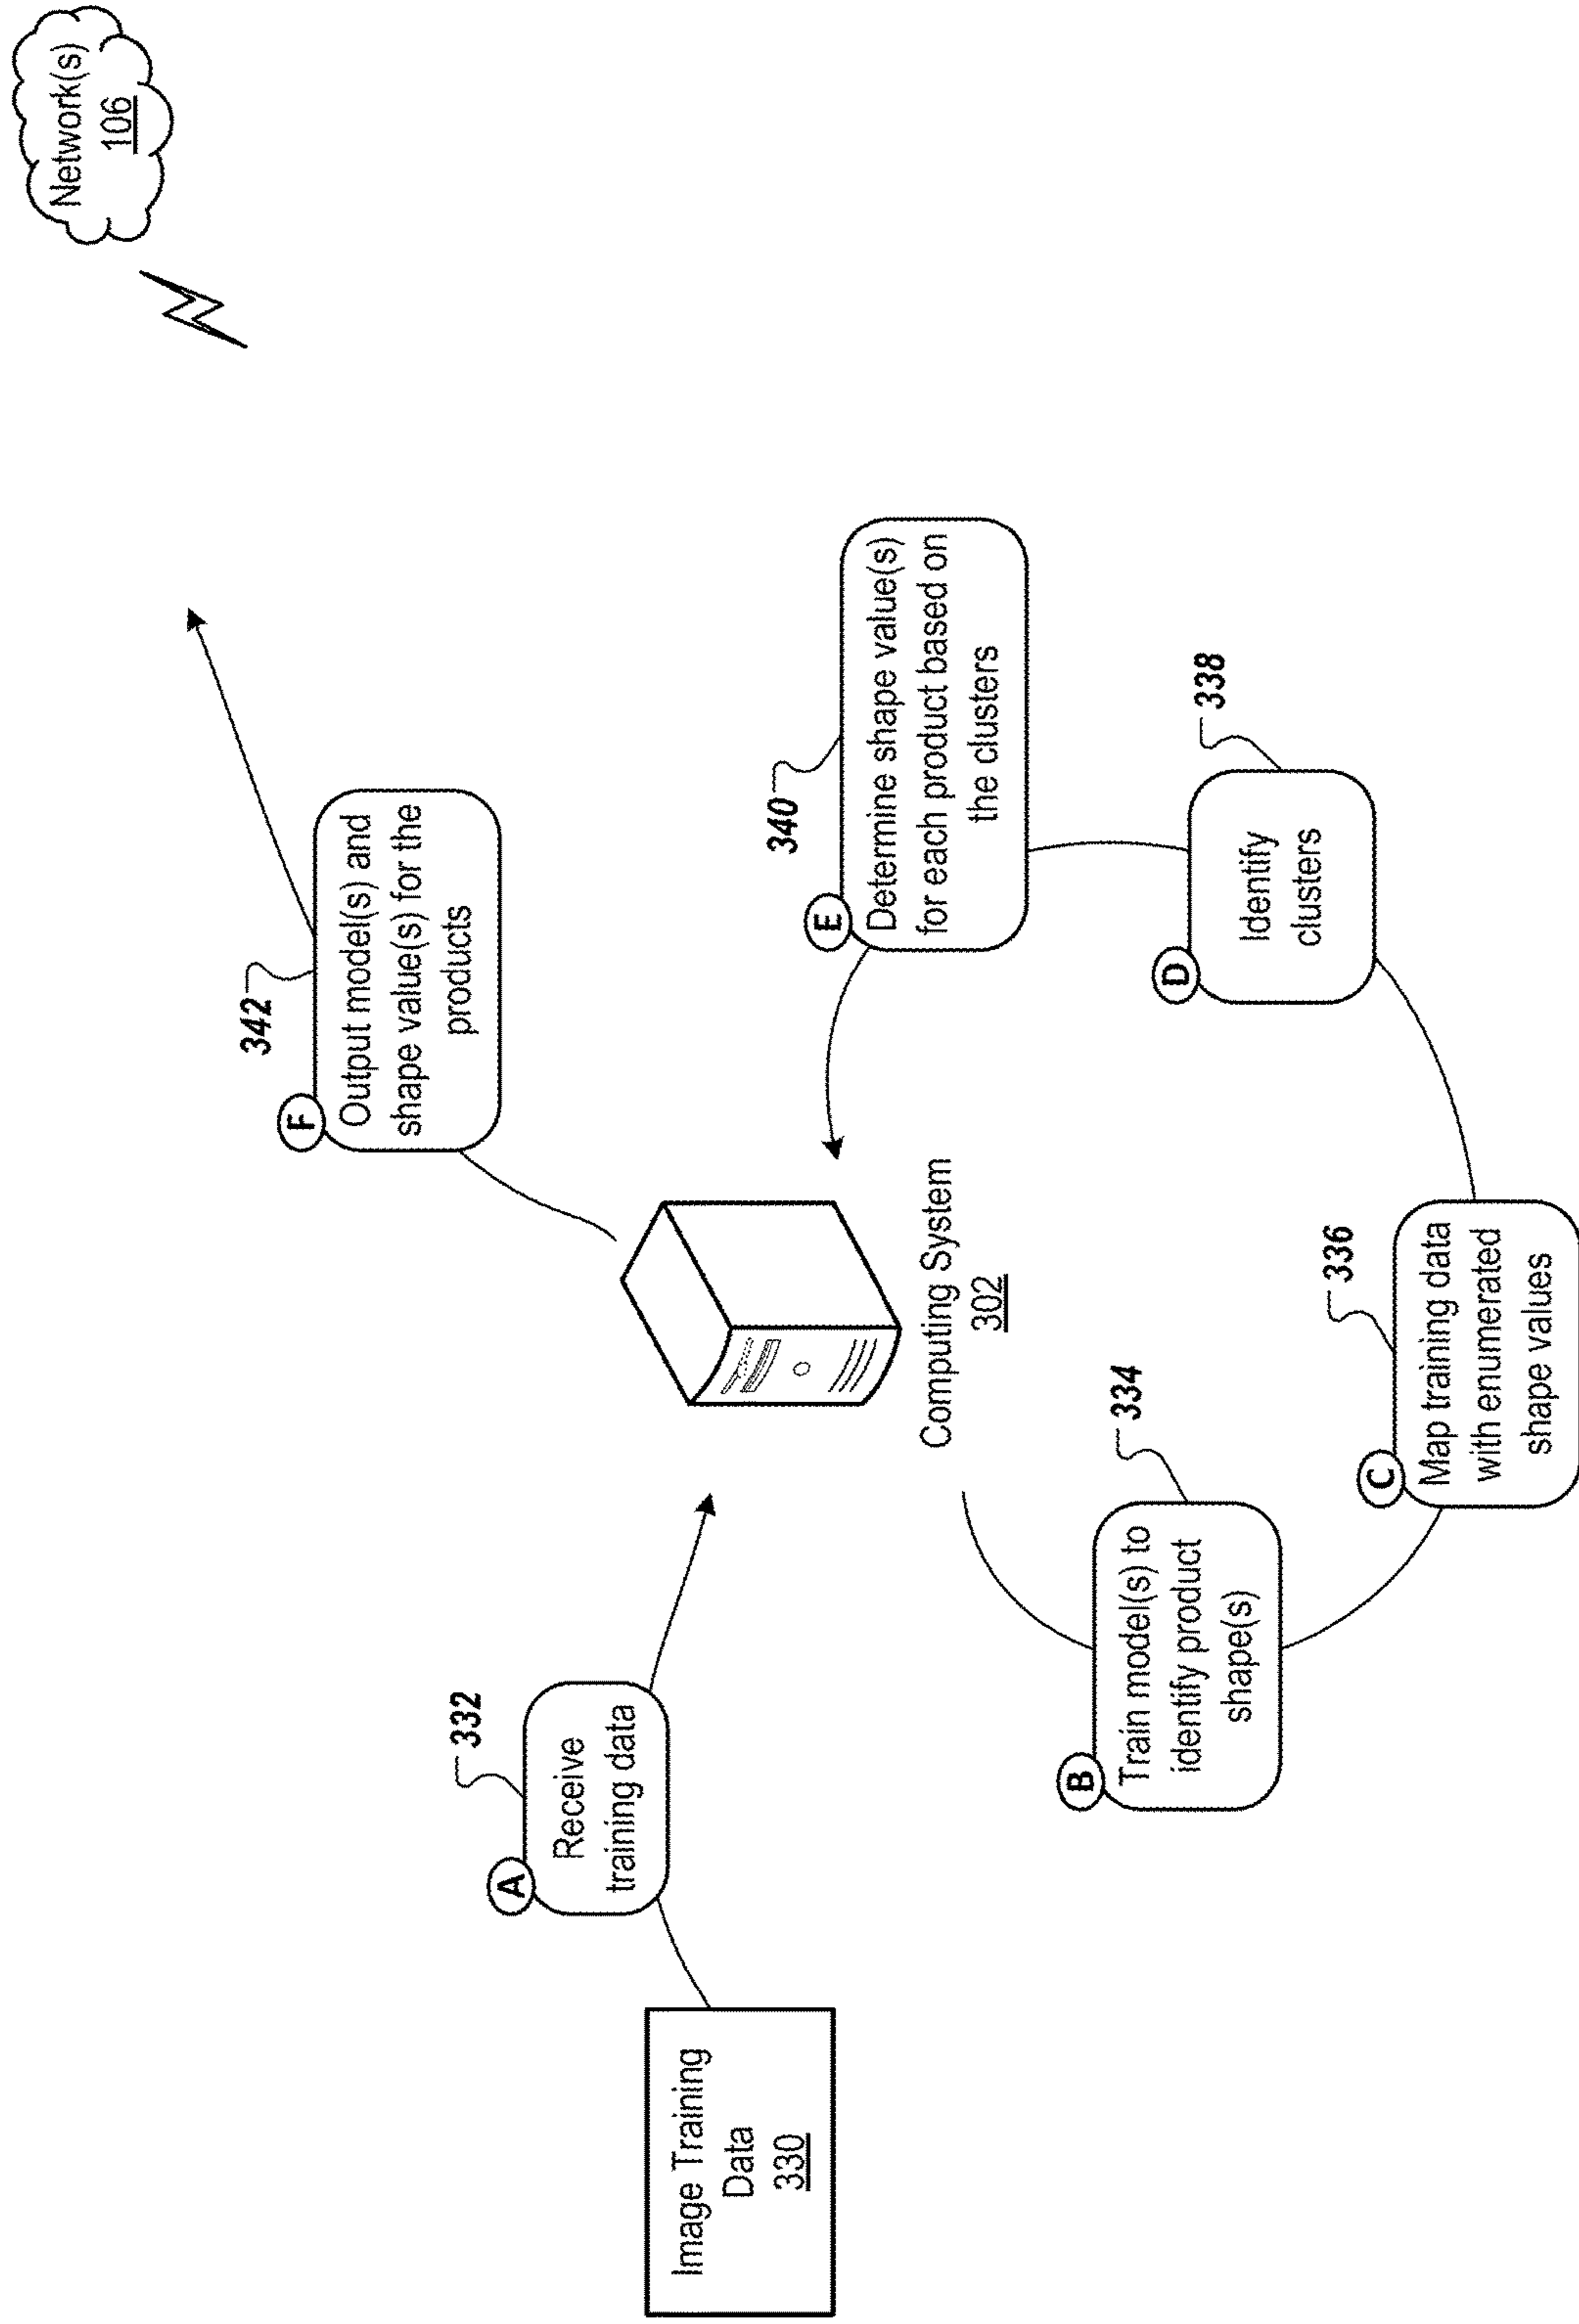 Network(s)
106
342
F
Output model(s) and
shape value(s) for the
products
332
A
Receive
training data
Image Training
Data
330
Computing System
302
340
E
Determine shape value(s)
for each product based on
the clusters
334
B
Train model(s) to
identify product
shape(s)
338
D
Identify
clusters
336
C
Map training data
with enumerated
shape values